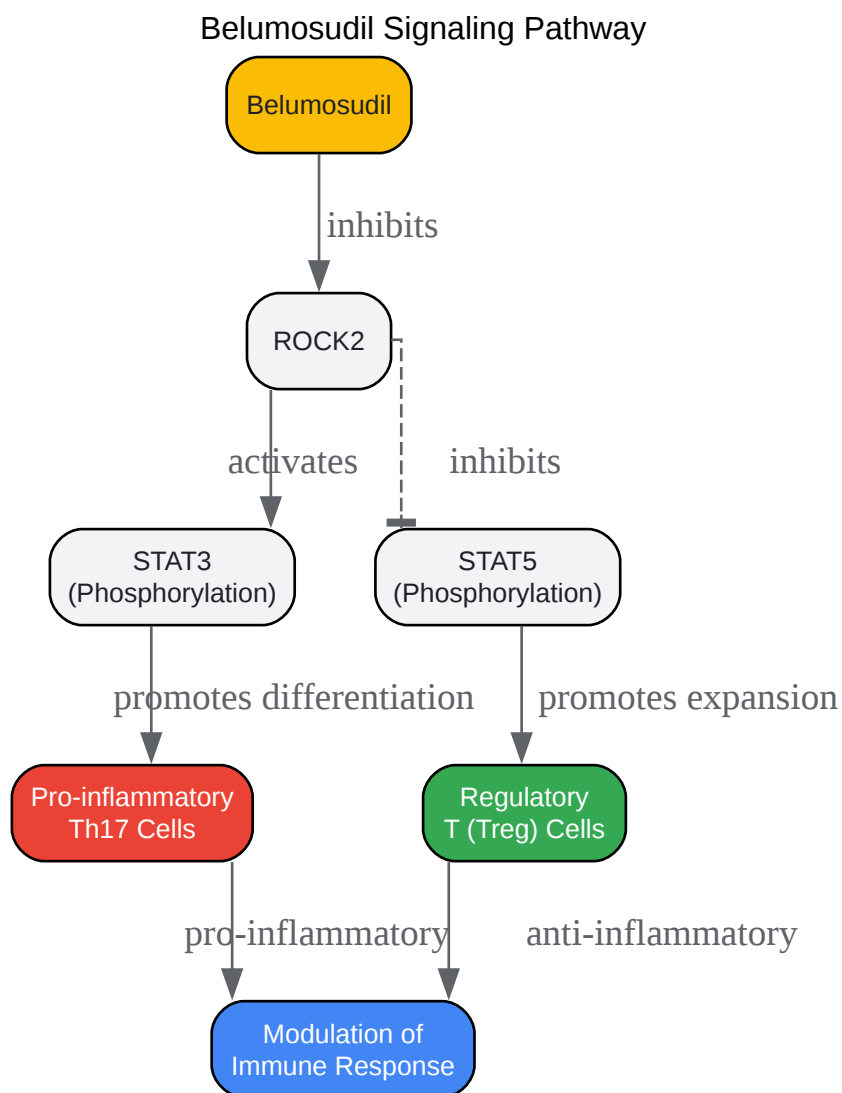 Belumosudil Signaling Pathway
Belumosudil
inhibits
ROCK2
activates
inhibits
STAT3
(Phosphorylation)
STAT5
(Phosphorylation)
promotes differentiation
promotes expansion
Pro-inflammatory
Th17 Cells
Regulatory
T (Treg) Cells
pro-inflammatory
anti-inflammatory
Modulation of
Immune Response